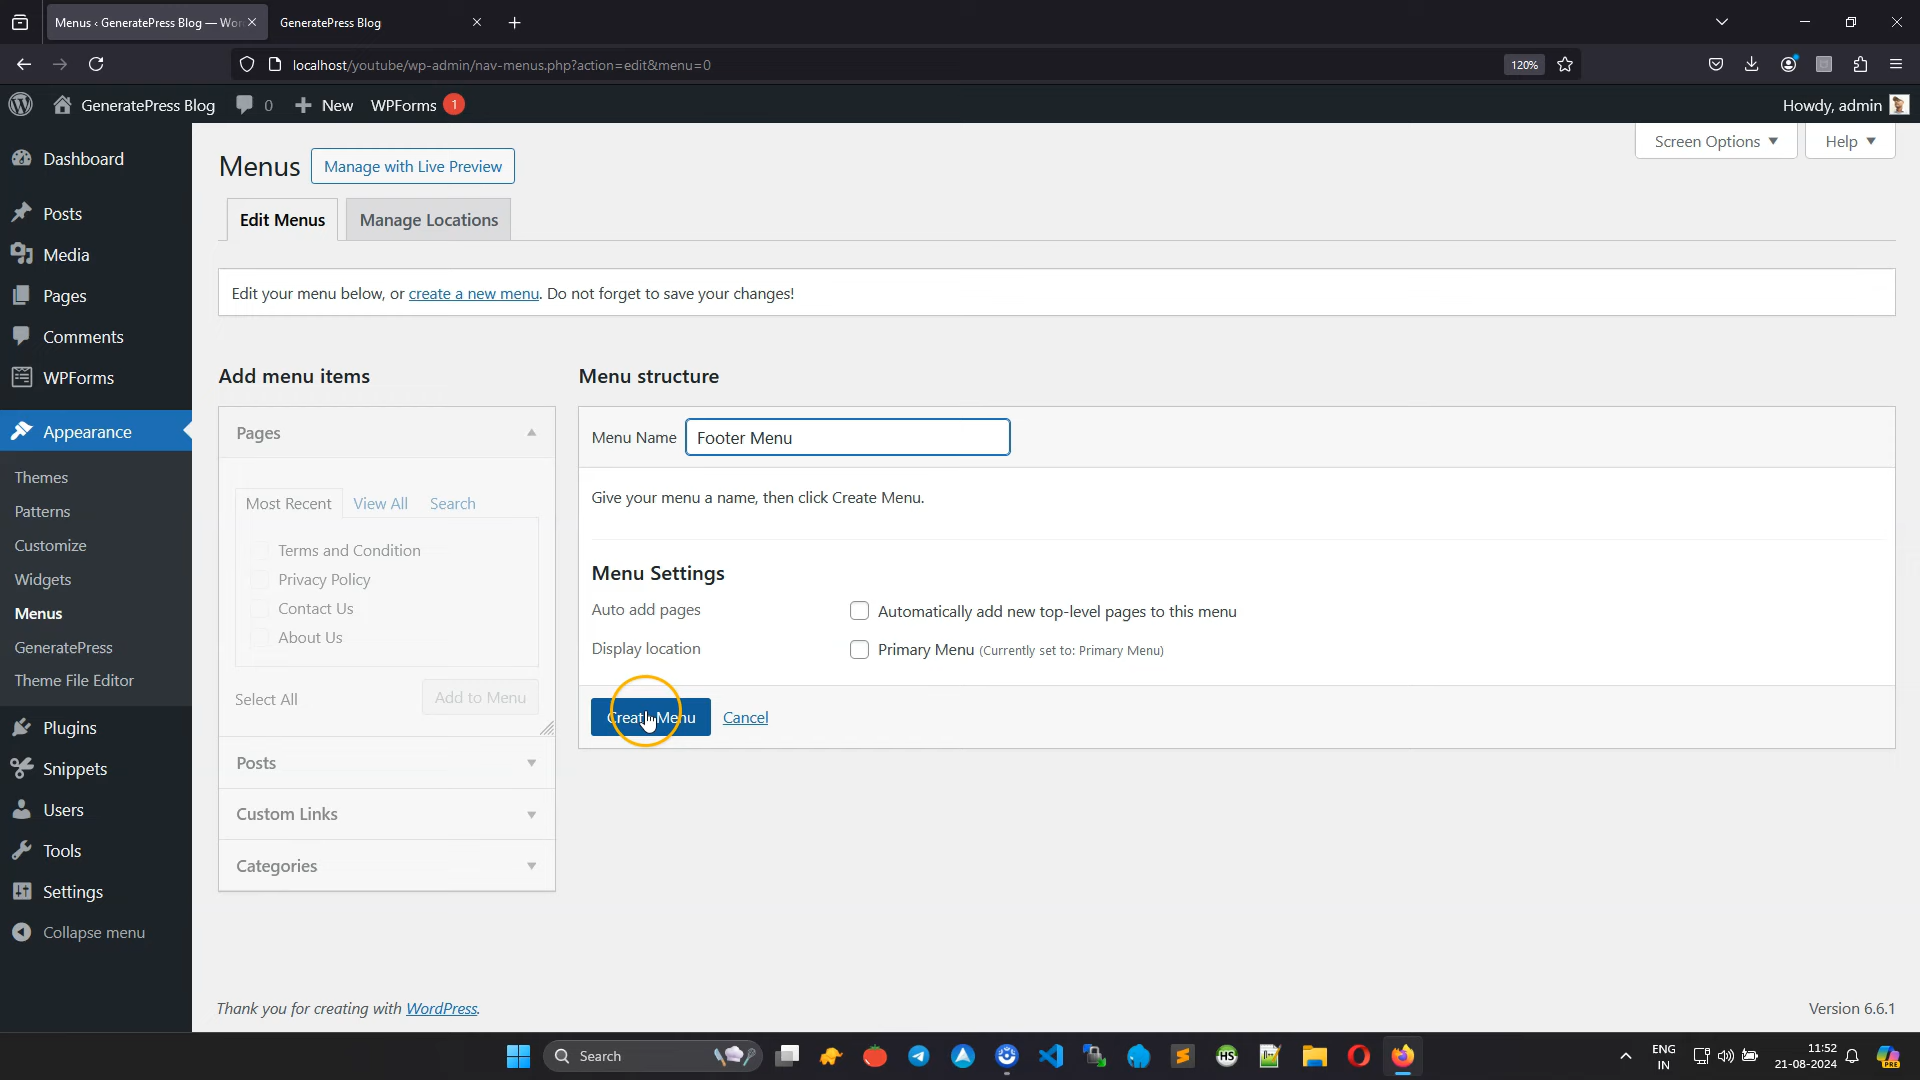 Menus ‹ GeneratePress Blog — Wor
GeneratePress Blog
localhost/youtube/wp-admin/nav-menus.php?action=edit&menu=0
120%
GeneratePress Blog
0
New
WPForms
1
Howdy, admin
Dashboard
Posts
Media
Pages
Comments
WPForms
Appearance
Themes
Patterns
Customize
Widgets
Menus
GeneratePress
Theme File Editor
Plugins
Snippets
Users
Tools
Settings
Collapse menu
Screen Options
Help
Menus
Manage with Live Preview
Edit Menus
Manage Locations
Edit your menu below, or create a new menu. Do not forget to save your changes!
Add menu items
Pages
Most Recent
View All
Search
Terms and Condition
Privacy Policy
Contact Us
About Us
Select All
Add to Menu
Posts
Custom Links
Categories
Menu structure
Menu Name
Footer Menu
Give your menu a name, then click Create Menu.
Menu Settings
Auto add pages
Automatically add new top-level pages to this menu
Display location
Primary Menu (Currently set to: Primary Menu)
Create Menu
Cancel
Thank you for creating with WordPress.
Version 6.6.1
Search
HS
ENG
IN
11:52
21-08-2024
PRE